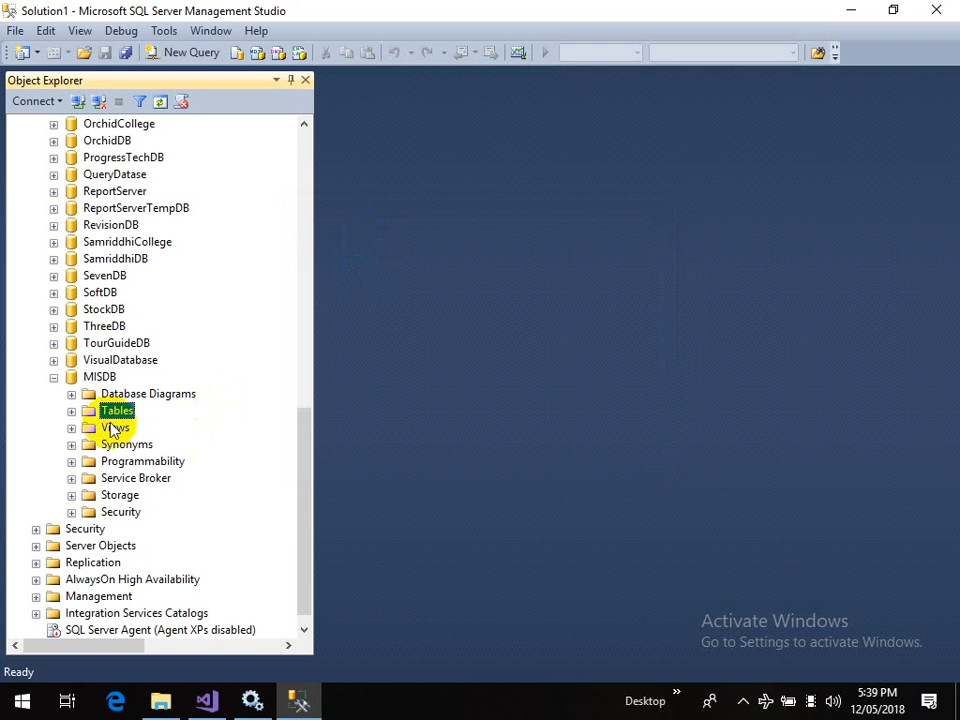 Solution1 - Microsoft SQL Server Management Studio
File Edit View Debug Tools Window Help
New Query
Object Explorer
Connect
OrchidCollege
OrchidDB
ProgressTechDB
QueryDatase
ReportServer
ReportServerTempDB
RevisionDB
SamriddhiCollege
SamriddhiDB
SevenDB
SoftDB
StockDB
ThreeDB
TourGuideDB
VisualDatabase
MISDB
Database Diagrams
Tables
Views
Synonyms
Programmability
Service Broker
Storage
Security
Security
Server Objects
Replication
AlwaysOn High Availability
Management
Integration Services Catalogs
SQL Server Agent (Agent XPs disabled)
Activate Windows
Go to Settings to activate Windows.
Ready
Desktop
5:39 PM
12/05/2018